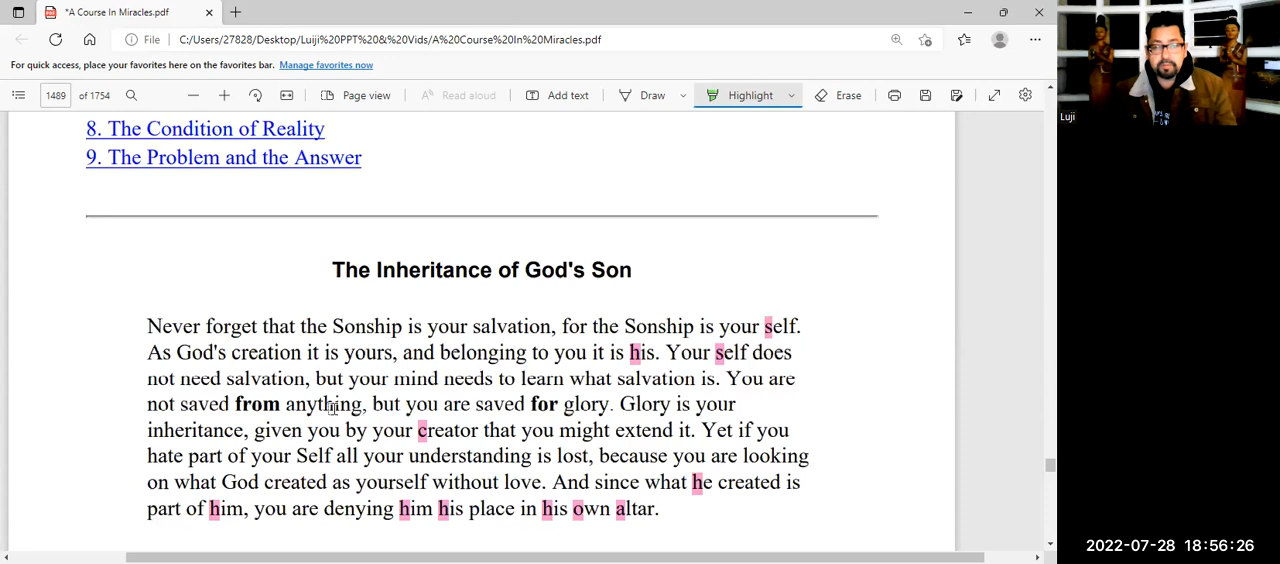 *A Course In Miracles.pdf
File C:/Users/27828/Desktop/Luiji%20PPT%20&%20Vids/A%20Course%20In%20Miracles.pdf
For quick access, place your favorites here on the favorites bar. Manage favorites now
1489 of 1754 Page view Read aloud Add text Draw Highlight Erase
Luji
8. The Condition of Reality
9. The Problem and the Answer
The Inheritance of God's Son
Never forget that the Sonship is your salvation, for the Sonship is your self.
As God's creation it is yours, and belonging to you it is his. Your self does
not need salvation, but your mind needs to learn what salvation is. You are
not saved from anything, but you are saved for glory. Glory is your
inheritance, given you by your creator that you might extend it. Yet if you
hate part of your Self all your understanding is lost, because you are looking
on what God created as yourself without love. And since what he created is
part of him, you are denying him his place in his own altar.
2022-07-28 18:56:26